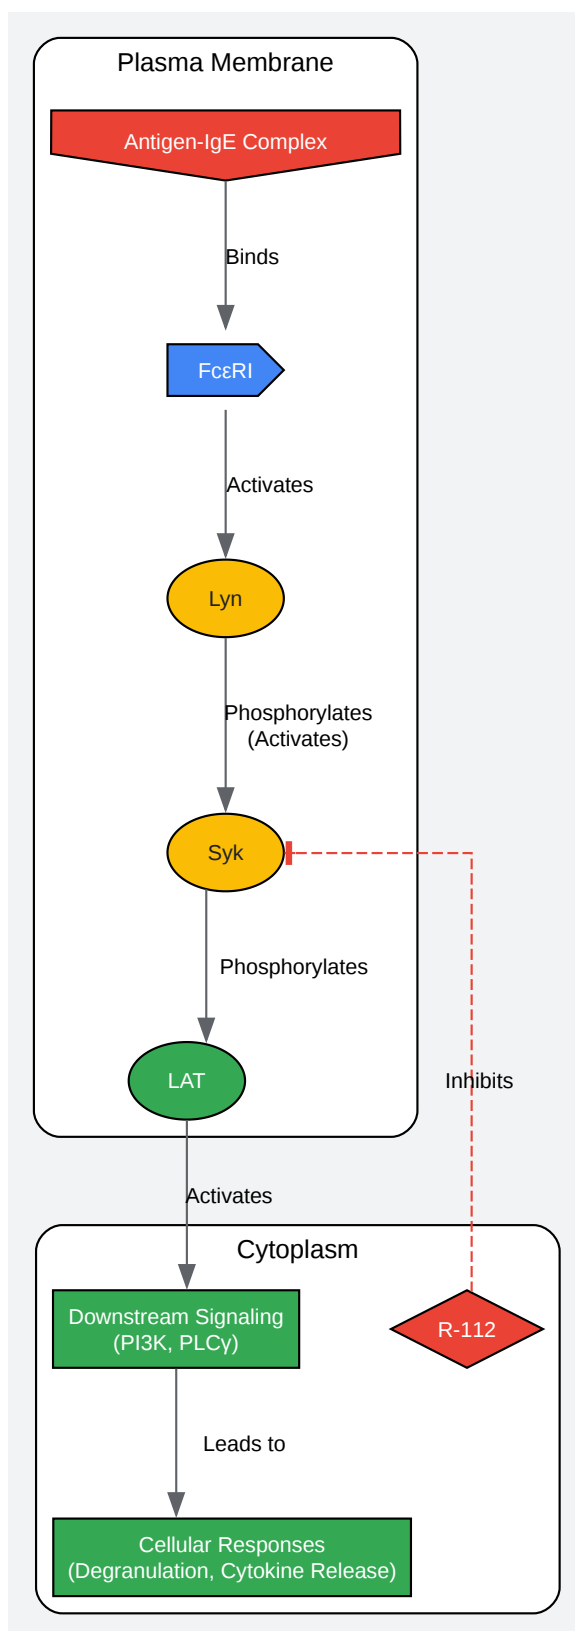 Plasma Membrane
Antigen-IgE Complex
Binds
FcεRI
Activates
Lyn
Phosphorylates
(Activates)
Syk
Phosphorylates
LAT
Inhibits
Activates
Cytoplasm
Downstream Signaling
(PI3K, PLCγ)
R-112
Leads to
Cellular Responses
(Degranulation, Cytokine Release)